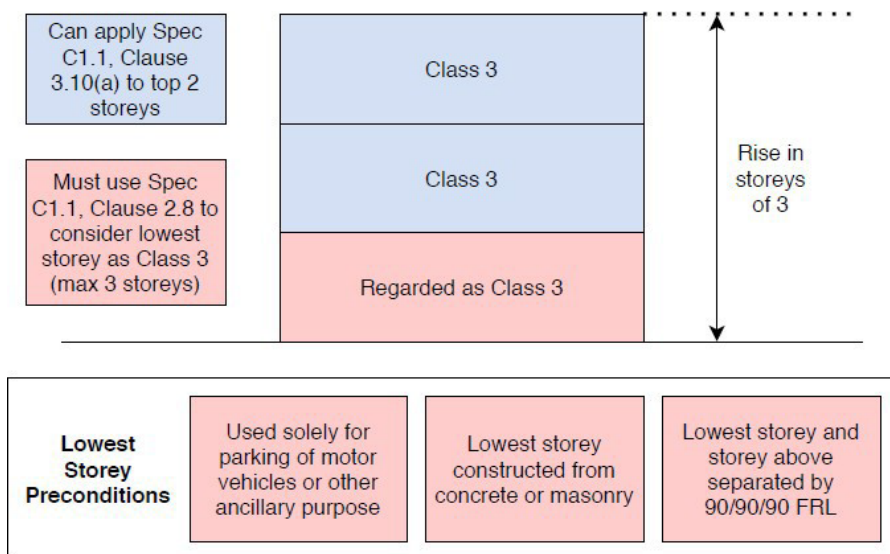 Can apply Spec
C1.1, Clause
3.10(a) to top 2
storeys
Class 3
Class 3
Rise in
storeys
of 3
Must use Spec
C1.1, Clause 2.8 to
consider lowest
storey as Class 3
(max 3 storeys)
Regarded as Class 3
Lowest
Storey
Preconditions
Used solely for
parking of motor
vehicles or other
ancillary purpose
Lowest storey
constructed from
concrete or masonry
Lowest storey and
storey above
separated by
90/90/90 FRL